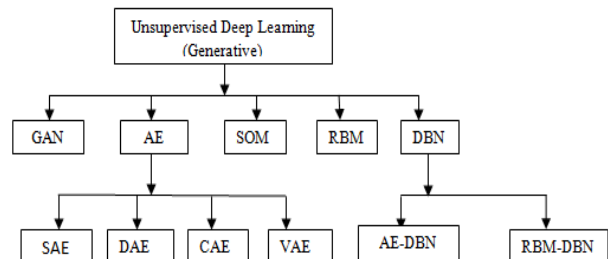 Unsupervised Deep Learning
(Generative)
GAN
AE
SOM
RBM
DBN
SAE
DAE
CAE
VAE
AE-DBN
RBM-DBN